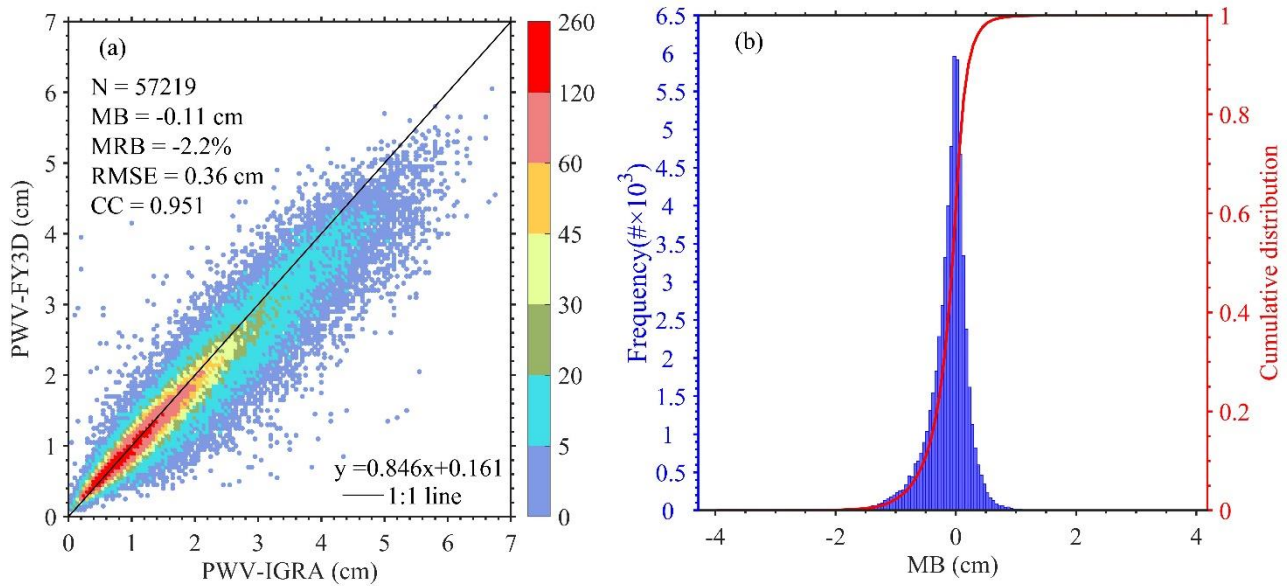 (a)
N = 57219
MB = -0.11 cm
MRB = -2.2%
RMSE = 0.36 cm
CC = 0.951
y =0.846x+0.161
1:1 line
PWV-FY3D (cm)
7
6
5
4
3
2
1
0
0 1 2 3 4 5 6 7
PWV-IGRA (cm)
260
120
60
45
30
20
5
0
(b)
Frequency(#×10³)
6.5
6
5.5
5
4.5
4
3.5
3
2.5
2
1.5
1
0.5
0
-4 -2 0 2 4
MB (cm)
1
0.8
0.6
0.4
0.2
0
Cumulative distribution